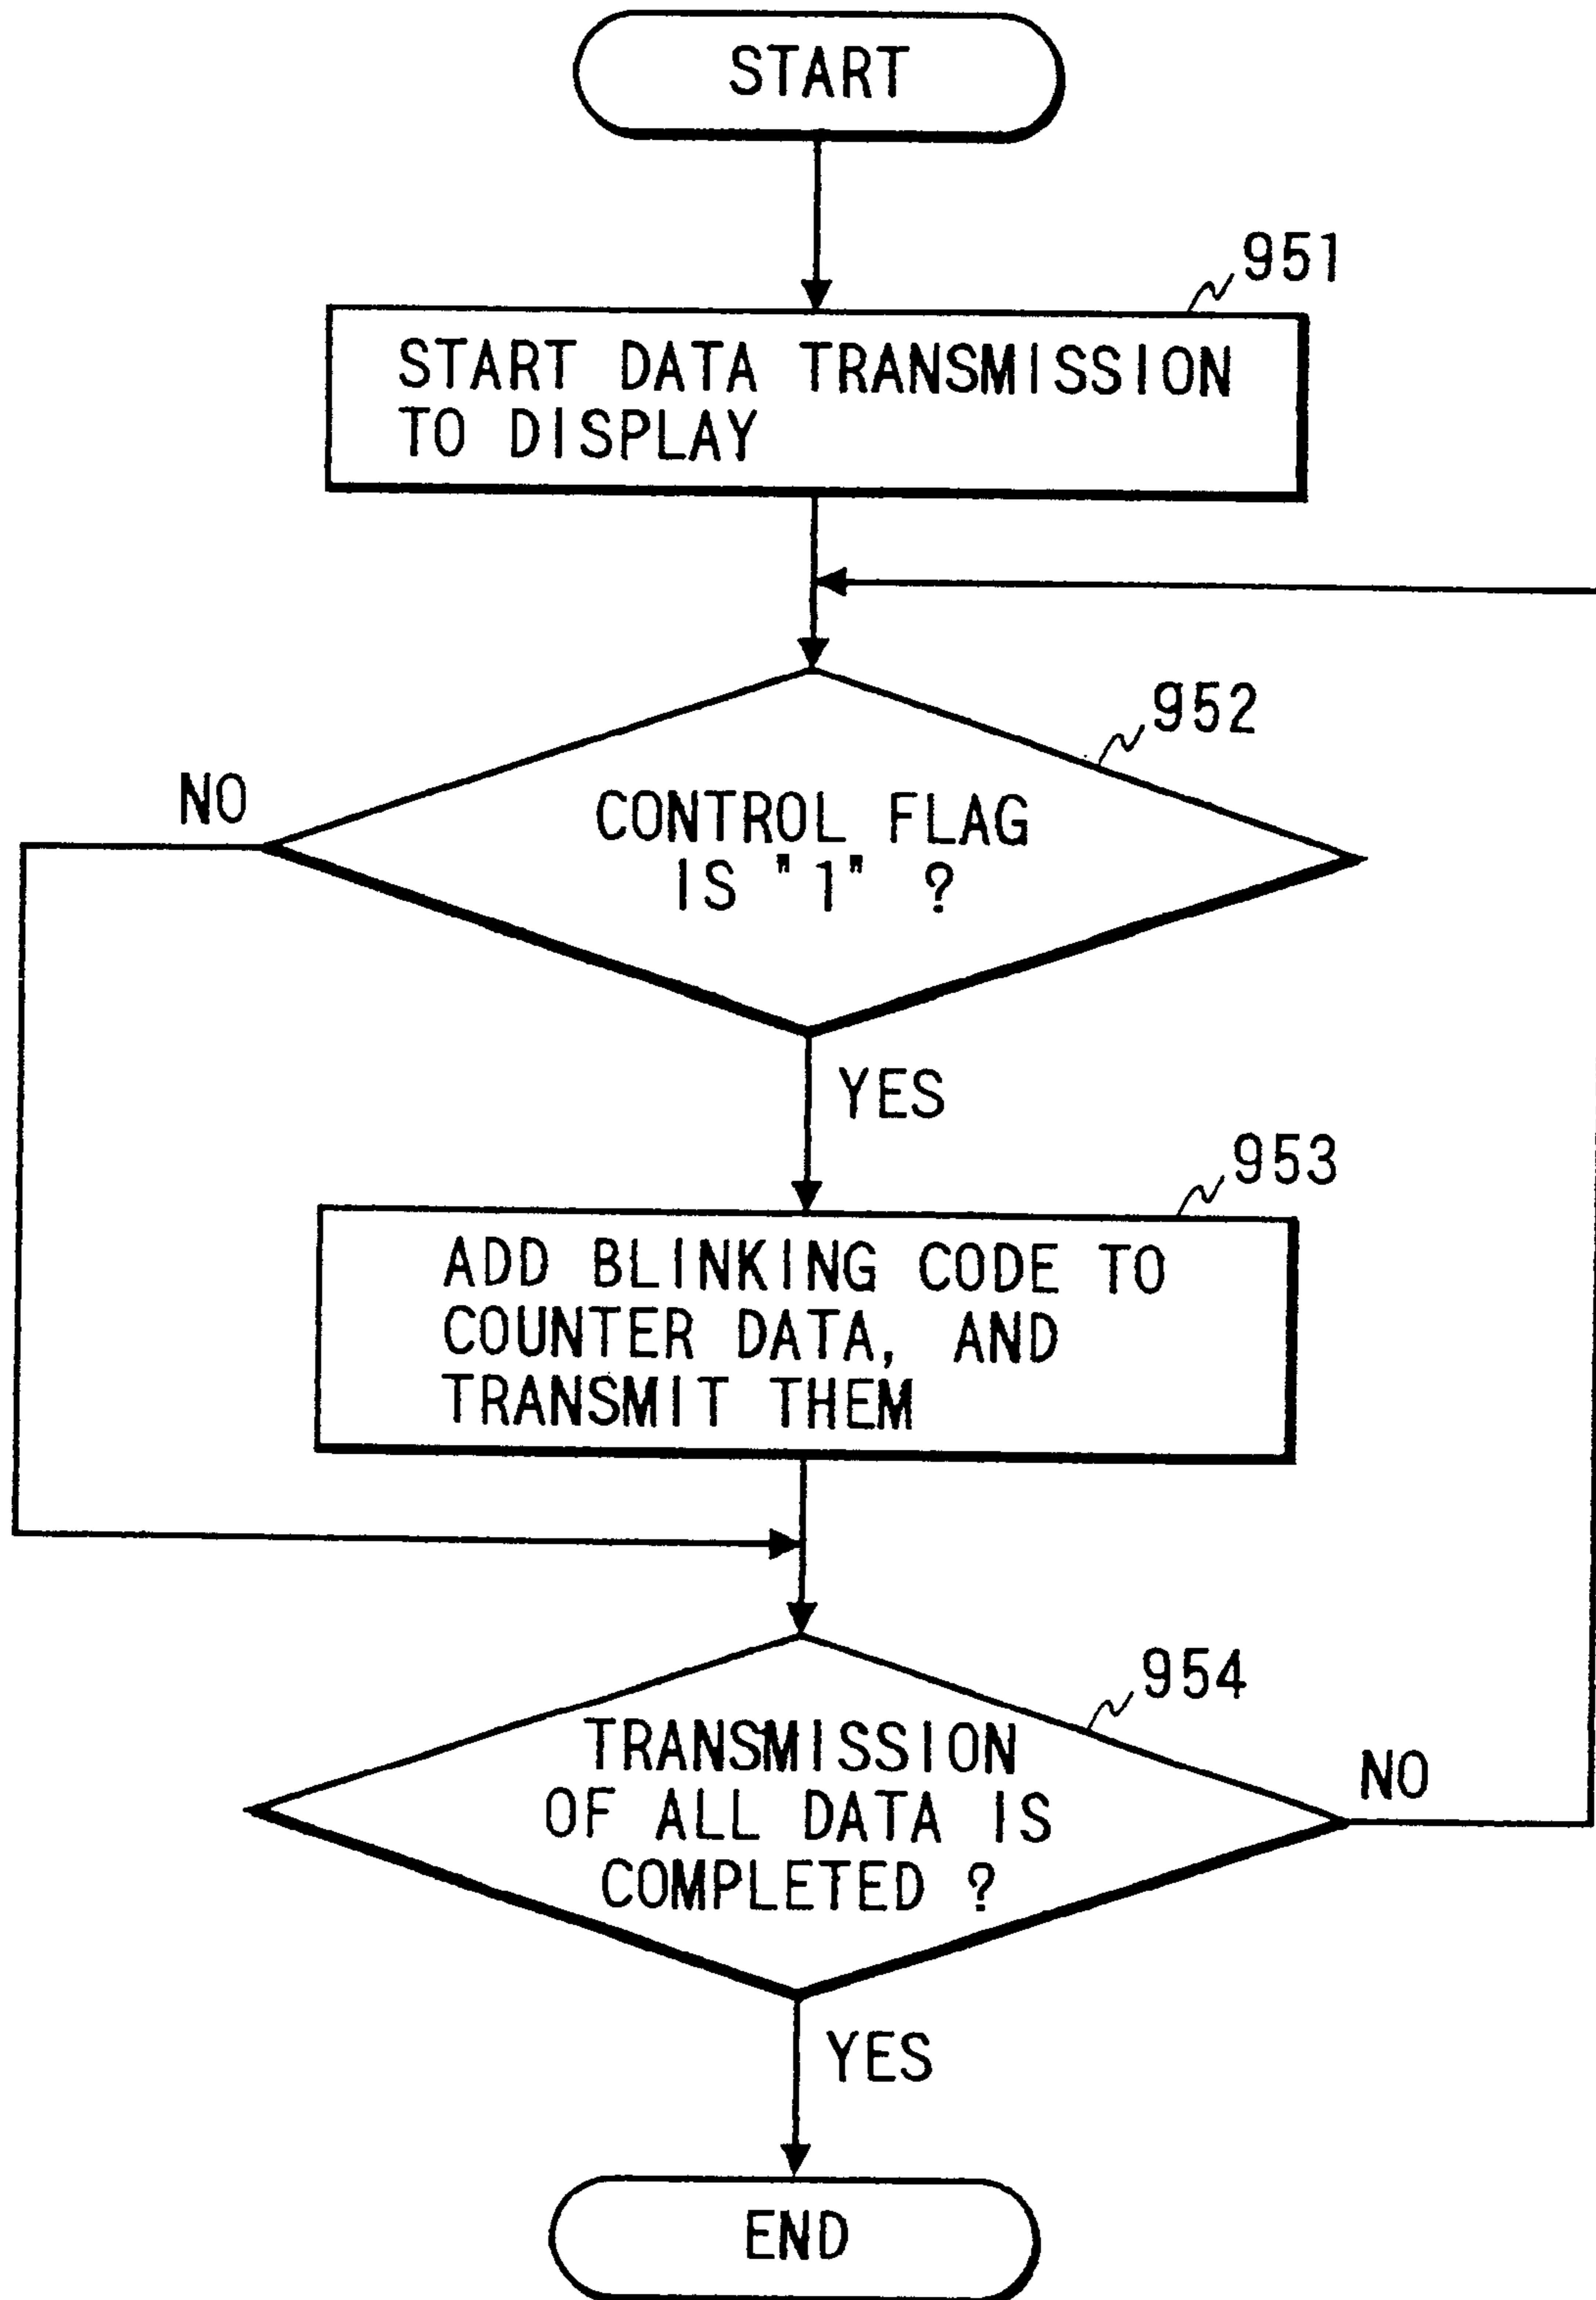 START
951
START DATA TRANSMISSION
TO DISPLAY
952
NO
CONTROL FLAG
IS "1" ?
YES
953
ADD BLINKING CODE TO
COUNTER DATA, AND
TRANSMIT THEM
954
TRANSMISSION
OF ALL DATA IS
COMPLETED ?
NO
YES
END